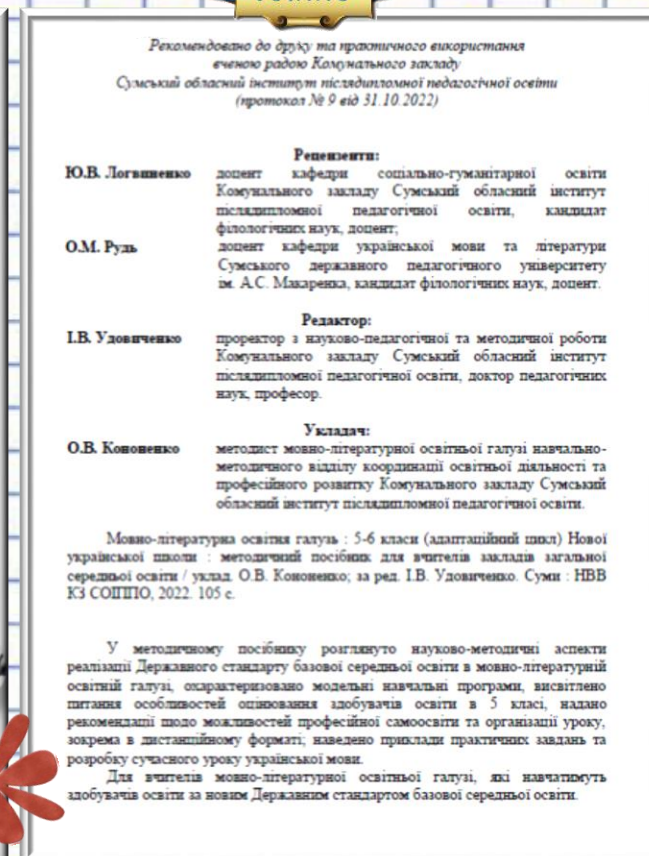 Рекомендовано до друку та практичного використання
вченою радою Комунального закладу
Сумський обласний інститут післядипломної педагогічної освіти
(протокол № 9 від 31.10.2022)
Рецензенти:
Ю.В. Логвиненко доцент кафедри соціально-гуманітарної освіти
Комунального закладу Сумський обласний інститут
післядипломної педагогічної освіти, кандидат
філологічних наук, доцент;
О.М. Рудь доцент кафедри української мови та літератури
Сумського державного педагогічного університету
ім. А.С. Макаренка, кандидат філологічних наук, доцент.
Редактор:
І.В. Удовиченко проректор з науково-педагогічної та методичної роботи
Комунального закладу Сумський обласний інститут
післядипломної педагогічної освіти, доктор педагогічних
наук, професор.
Укладач:
О.В. Кононенко методист мовно-літературної освітньої галузі навчально-
методичного відділу координації освітньої діяльності та
професійного розвитку Комунального закладу Сумський
обласний інститут післядипломної педагогічної освіти.
Мовно-літературна освітня галузь : 5-6 класи (адаптаційний цикл) Нової
української школи : методичний посібник для вчителів закладів загальної
середньої освіти / уклад. О.В. Кононенко; за ред. І.В. Удовиченко. Суми : НВВ
КЗ СОІППО, 2022. 105 с.
У методичному посібнику розглянуто науково-методичні аспекти
реалізації Державного стандарту базової середньої освіти в мовно-літературній
освітній галузі, охарактеризовано модельні навчальні програми, висвітлено
питання особливостей оцінювання здобувачів освіти в 5 класі, надано
рекомендації щодо можливостей професійної самоосвіти та організації уроку,
зокрема в дистанційному форматі; наведено приклади практичних завдань та
розробку сучасного уроку української мови.
Для вчителів мовно-літературної освітньої галузі, які навчатимуть
здобувачів освіти за новим Державним стандартом базової середньої освіти.